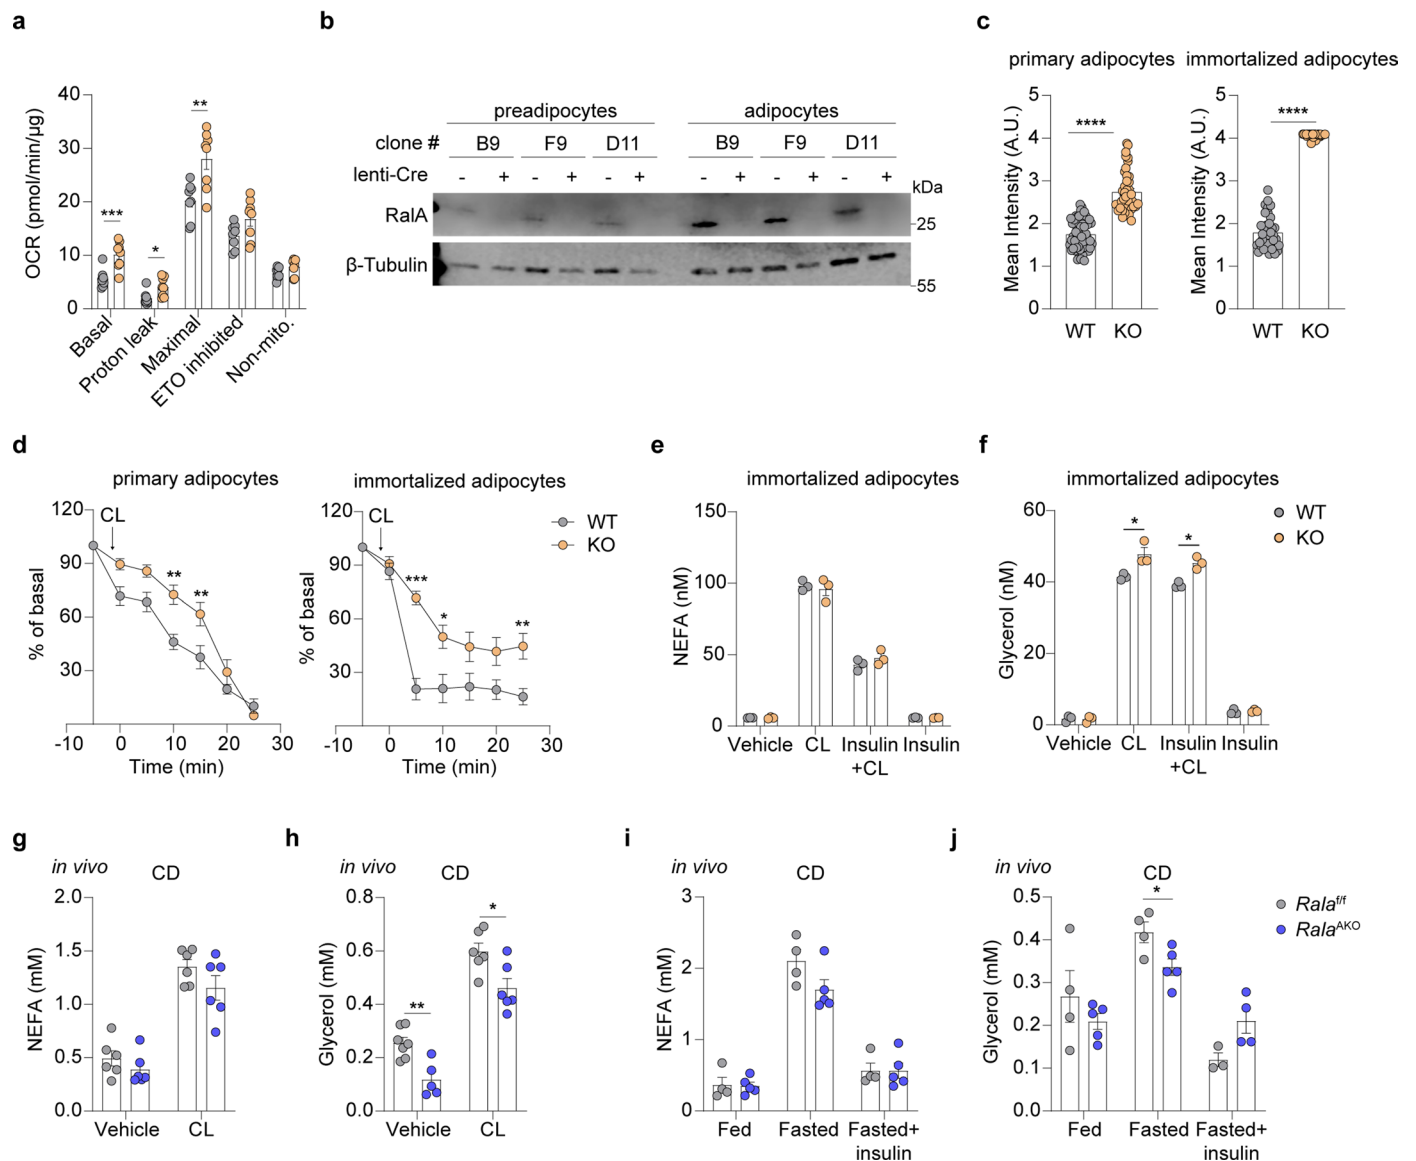 a
OCR (pmol/min/µg)
40
30
20
10
0
***
*
**
Basal
Proton leak
Maximal
ETO inhibited
Non-mito.
b
preadipocytes
adipocytes
clone #
B9
F9
D11
B9
F9
D11
lenti-Cre
-
+
-
+
-
+
-
+
-
+
-
+
kDa
RalA
25
β-Tubulin
55
c
primary adipocytes
Mean Intensity (A.U.)
5
4
3
2
1
0
****
WT
KO
immortalized adipocytes
Mean Intensity (A.U.)
5
4
3
2
1
0
****
WT
KO
d
primary adipocytes
% of basal
120
90
60
30
CL
**
**
-10
0
10
20
30
Time (min)
immortalized adipocytes
% of basal
120
90
60
30
CL
***
*
**
-10
0
10
20
30
Time (min)
WT
KO
e
immortalized adipocytes
NEFA (nM)
150
100
50
0
Vehicle
CL
Insulin
+CL
Insulin
f
immortalized adipocytes
Glycerol (nM)
60
40
20
0
*
*
Vehicle
CL
Insulin
+CL
Insulin
WT
KO
g
in vivo
CD
NEFA (mM)
2.0
1.5
1.0
0.5
0.0
Vehicle
CL
h
in vivo
CD
Glycerol (mM)
0.8
0.6
0.4
0.2
0.0
**
*
Vehicle
CL
i
in vivo
CD
NEFA (mM)
3
2
1
0
Fed
Fasted
Fasted+
insulin
j
in vivo
CD
Glycerol (mM)
0.5
0.4
0.3
0.2
0.1
0.0
*
Fed
Fasted
Fasted+
insulin
Rala^f/f
Rala^AKO